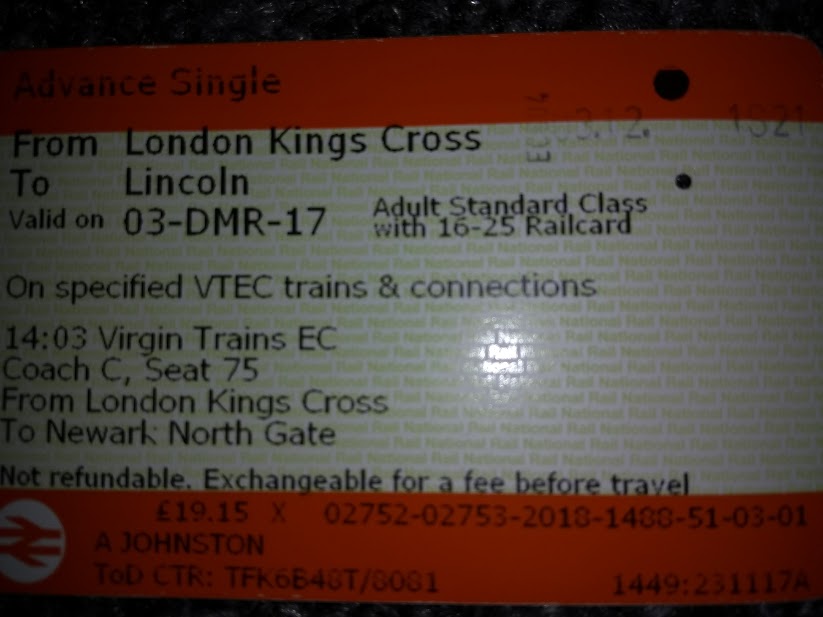 Advance Single
3.12. 1321
From London Kings Cross
To Lincoln
Valid on 03-DMR-17 Adult Standard Class
with 16-25 Railcard
On specified VTEC trains & connections
14:03 Virgin Trains EC
Coach C, Seat 75
From London Kings Cross
To Newark North Gate
Not refundable. Exchangeable for a fee before travel
£19.15 X 02752-02753-2018-1488-51-03-01
A JOHNSTON
ToD CTR: TFK6B48T/8081 1449:231117A